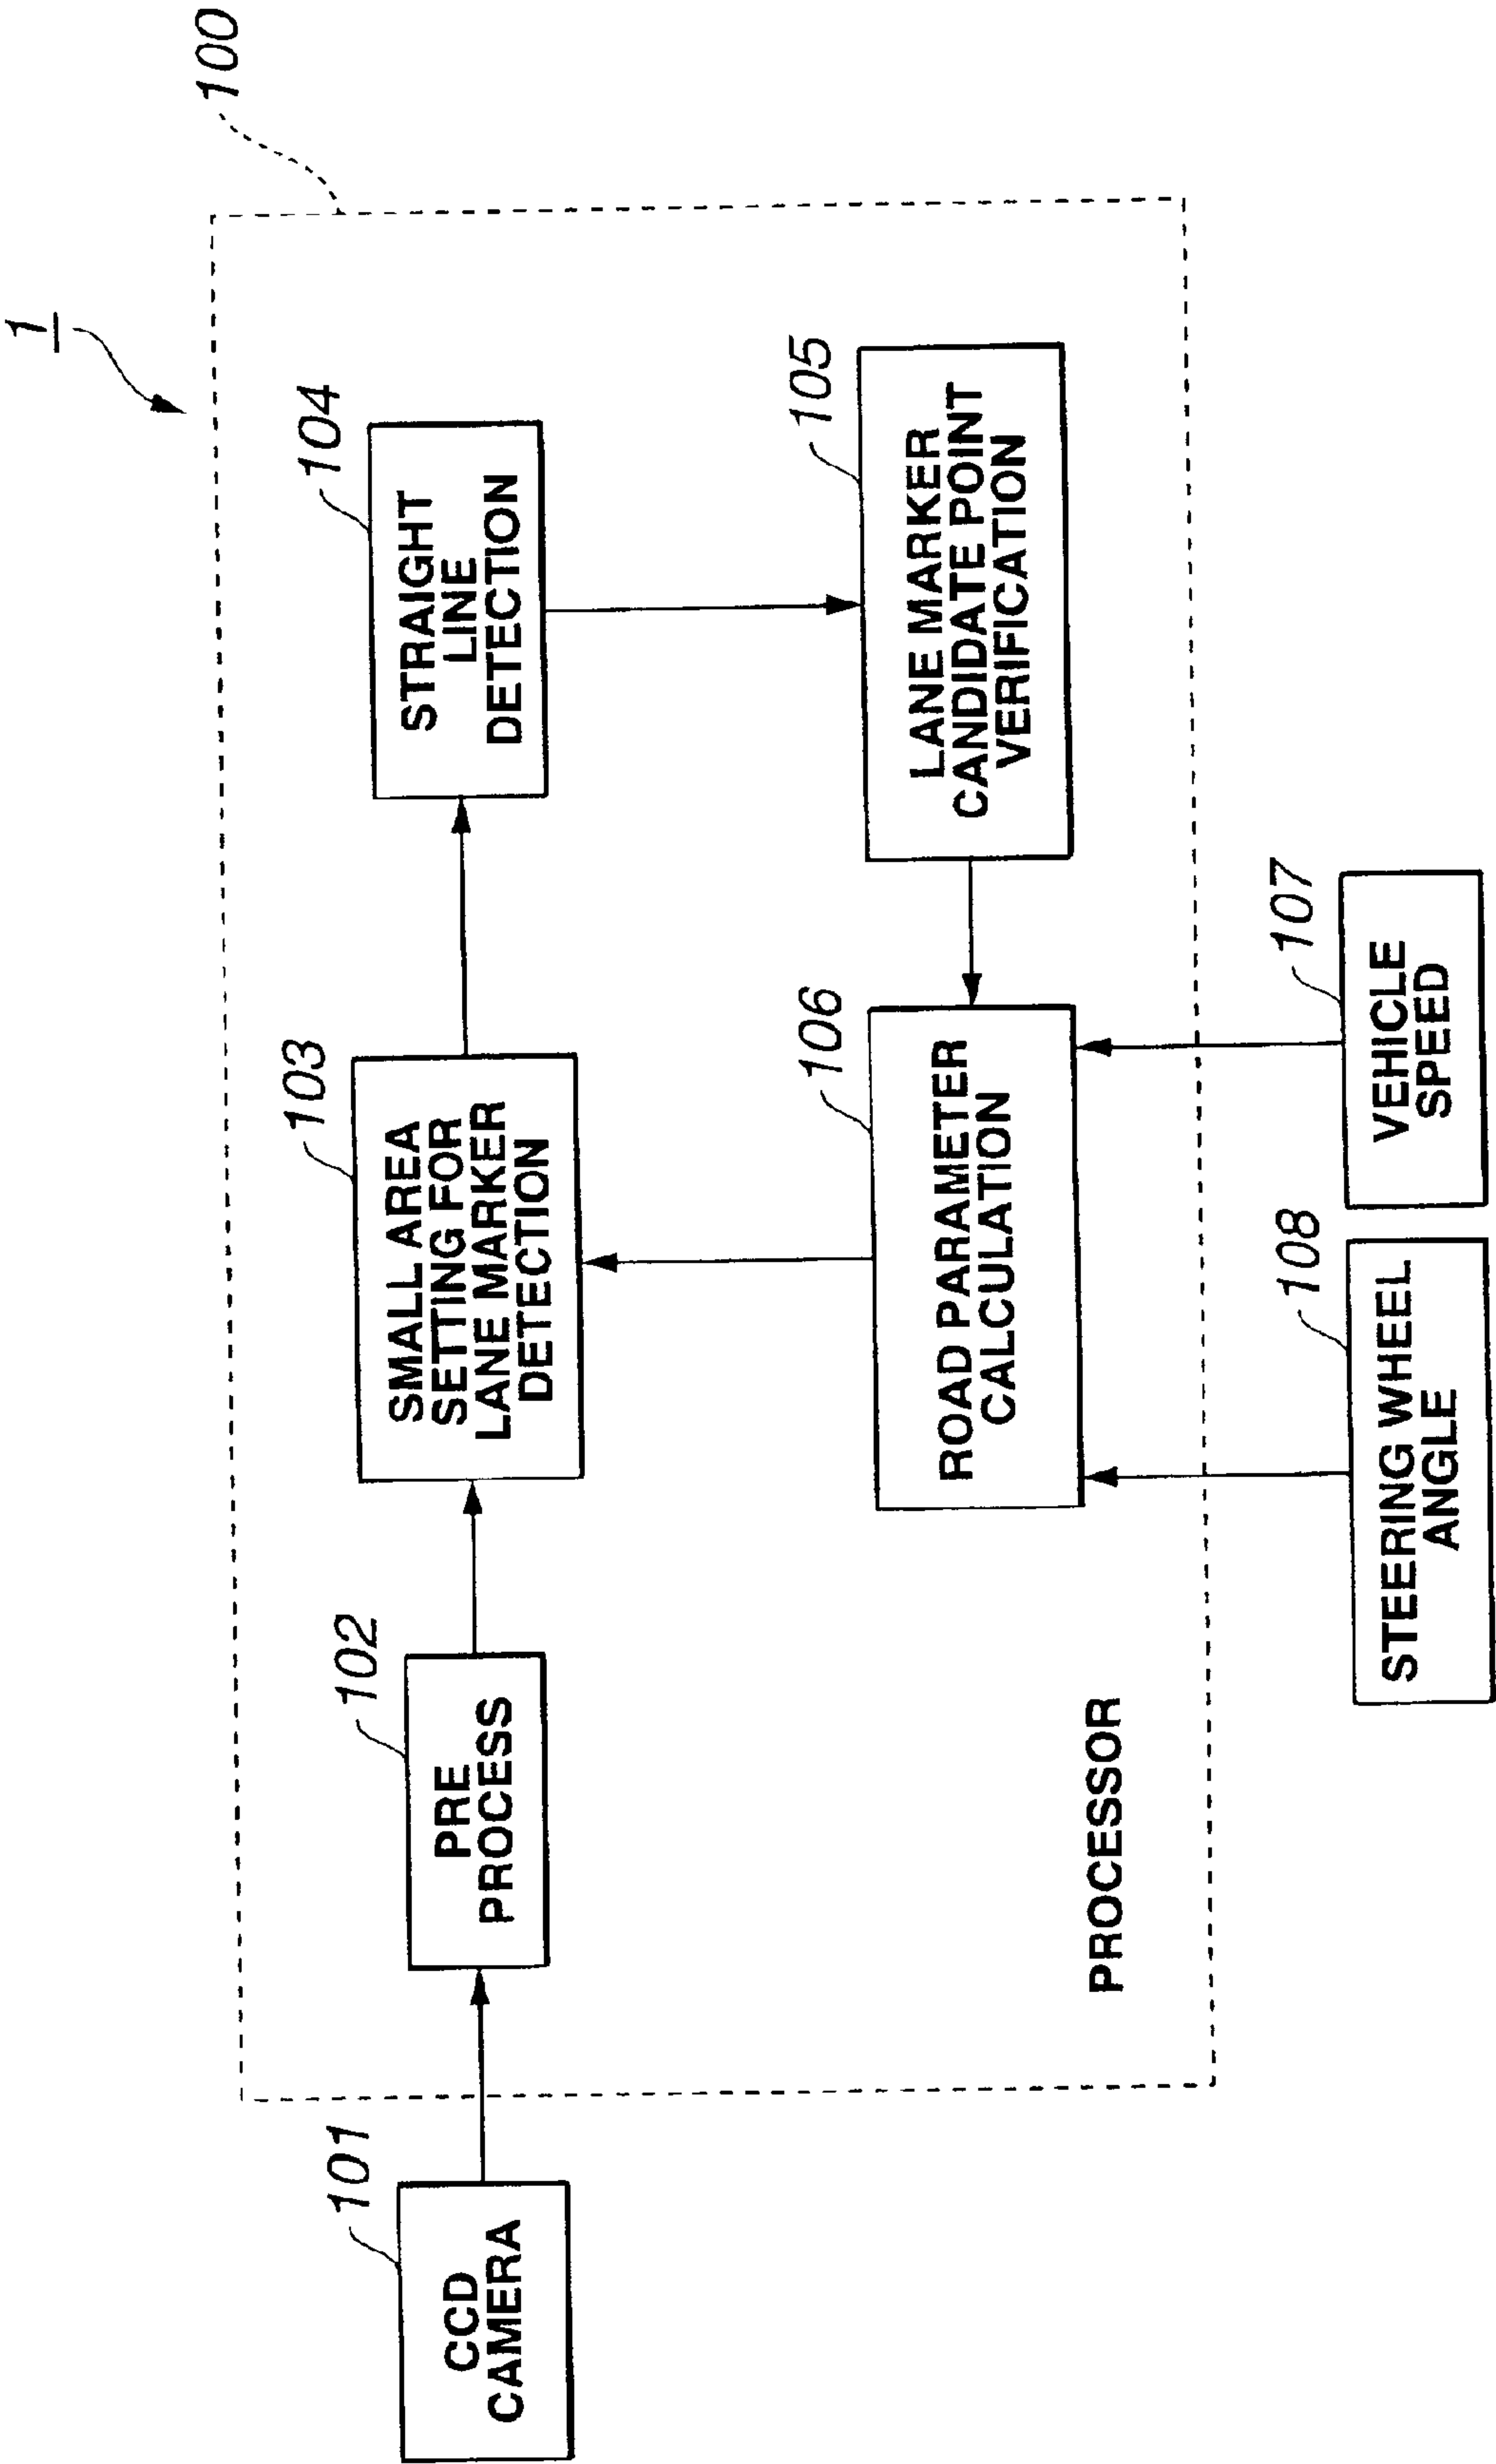 1
100
101
CCD
CAMERA
102
PRE
PROCESS
103
SMALL AREA
SETTING FOR
LANE MARKER
DETECTION
104
STRAIGHT
LINE
DETECTION
105
LANE MARKER
CANDIDATE POINT
VERIFICATION
106
ROAD PARAMETER
CALCULATION
PROCESSOR
108
STEERING WHEEL
ANGLE
107
VEHICLE
SPEED